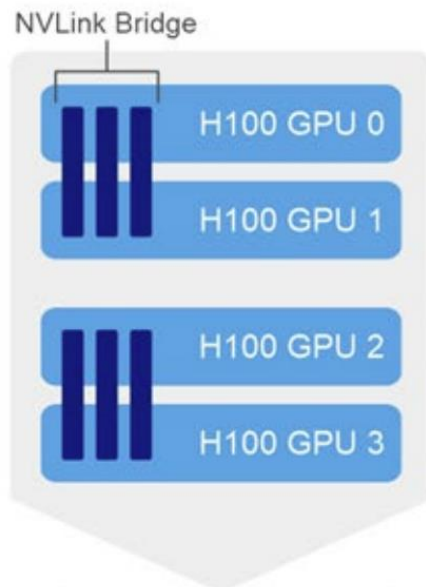 NVLink Bridge
H100 GPU 0
H100 GPU 1
H100 GPU 2
H100 GPU 3